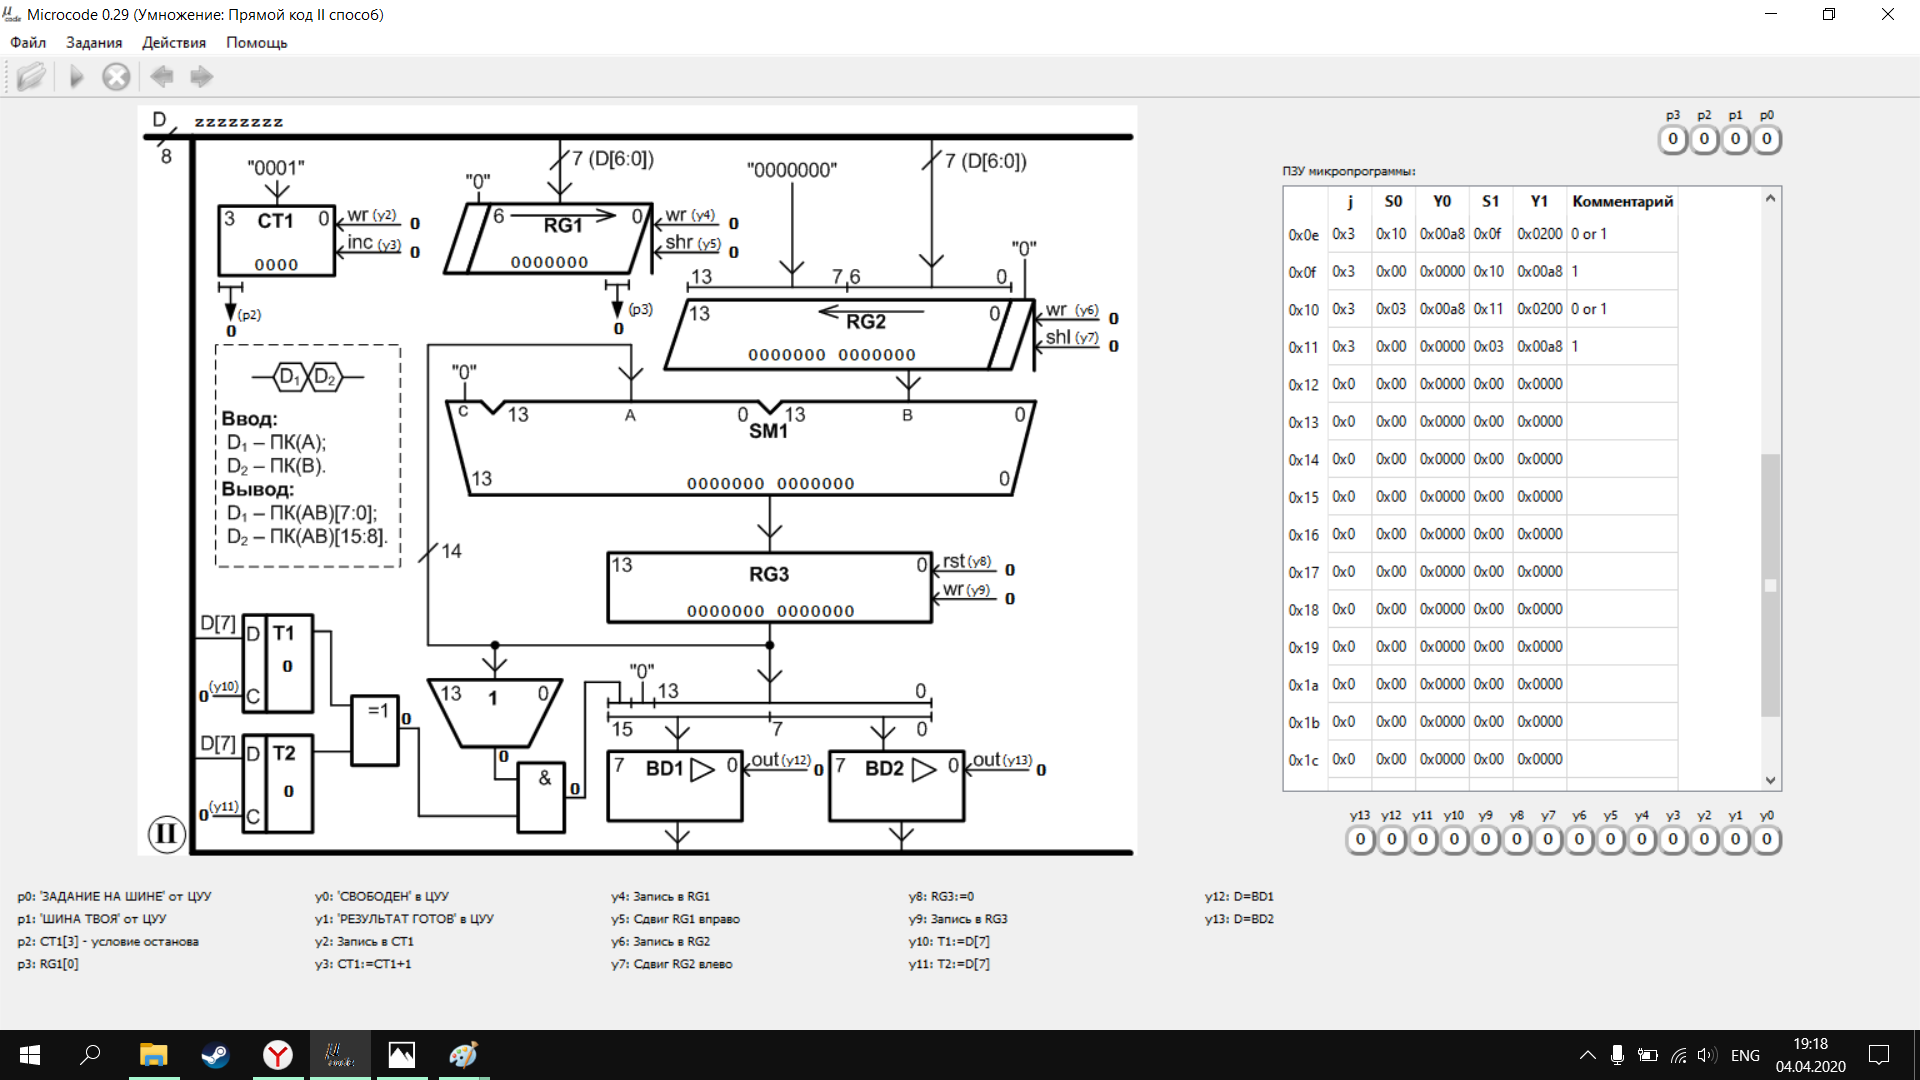 Microcode 0.29 (Умножение: Прямой код II способ)
Файл Задания Действия Помощь
D zzzzzzzz
8
"0001"
3 CT1 0
0000
wr (y2) 0
inc (y3) 0
(p2)
0
7 (D[6:0])
"0"
6 RG1 0
0000000
wr (y4) 0
shr (y5) 0
(p3)
0
"0000000"
7 (D[6:0])
"0"
13 7 6 0
13 RG2 0
0000000 0000000
wr (y6) 0
shl (y7) 0
D1 D2
Ввод:
D1 – ПК(A);
D2 – ПК(B).
Вывод:
D1 – ПК(AB)[7:0];
D2 – ПК(AB)[15:8].
"0"
C 13 A 0 13 B 0
SM1
13 0000000 0000000 0
14
13 RG3 0
0000000 0000000
rst (y8) 0
wr (y9) 0
D[7] D T1
0
0 (y10) C
D[7] D T2
0
0 (y11) C
=1 0
13 1 0
0
& 0
"0" 13 0
15 7 0
7 BD1 0 out (y12) 0
7 BD2 0 out (y13) 0
II
p3 p2 p1 p0
0 0 0 0
ПЗУ микропрограммы:
j S0 Y0 S1 Y1 Комментарий
0x0e 0x3 0x10 0x00a8 0x0f 0x0200 0 or 1
0x0f 0x3 0x00 0x0000 0x10 0x00a8 1
0x10 0x3 0x03 0x00a8 0x11 0x0200 0 or 1
0x11 0x3 0x00 0x0000 0x03 0x00a8 1
0x12 0x0 0x00 0x0000 0x00 0x0000
0x13 0x0 0x00 0x0000 0x00 0x0000
0x14 0x0 0x00 0x0000 0x00 0x0000
0x15 0x0 0x00 0x0000 0x00 0x0000
0x16 0x0 0x00 0x0000 0x00 0x0000
0x17 0x0 0x00 0x0000 0x00 0x0000
0x18 0x0 0x00 0x0000 0x00 0x0000
0x19 0x0 0x00 0x0000 0x00 0x0000
0x1a 0x0 0x00 0x0000 0x00 0x0000
0x1b 0x0 0x00 0x0000 0x00 0x0000
0x1c 0x0 0x00 0x0000 0x00 0x0000
y13 y12 y11 y10 y9 y8 y7 y6 y5 y4 y3 y2 y1 y0
0 0 0 0 0 0 0 0 0 0 0 0 0 0
p0: 'ЗАДАНИЕ НА ШИНЕ' от ЦУУ
p1: 'ШИНА ТВОЯ' от ЦУУ
p2: CT1[3] - условие останова
p3: RG1[0]
y0: 'СВОБОДЕН' в ЦУУ
y1: 'РЕЗУЛЬТАТ ГОТОВ' в ЦУУ
y2: Запись в CT1
y3: CT1:=CT1+1
y4: Запись в RG1
y5: Сдвиг RG1 вправо
y6: Запись в RG2
y7: Сдвиг RG2 влево
y8: RG3:=0
y9: Запись в RG3
y10: T1:=D[7]
y11: T2:=D[7]
y12: D=BD1
y13: D=BD2
ENG
19:18
04.04.2020